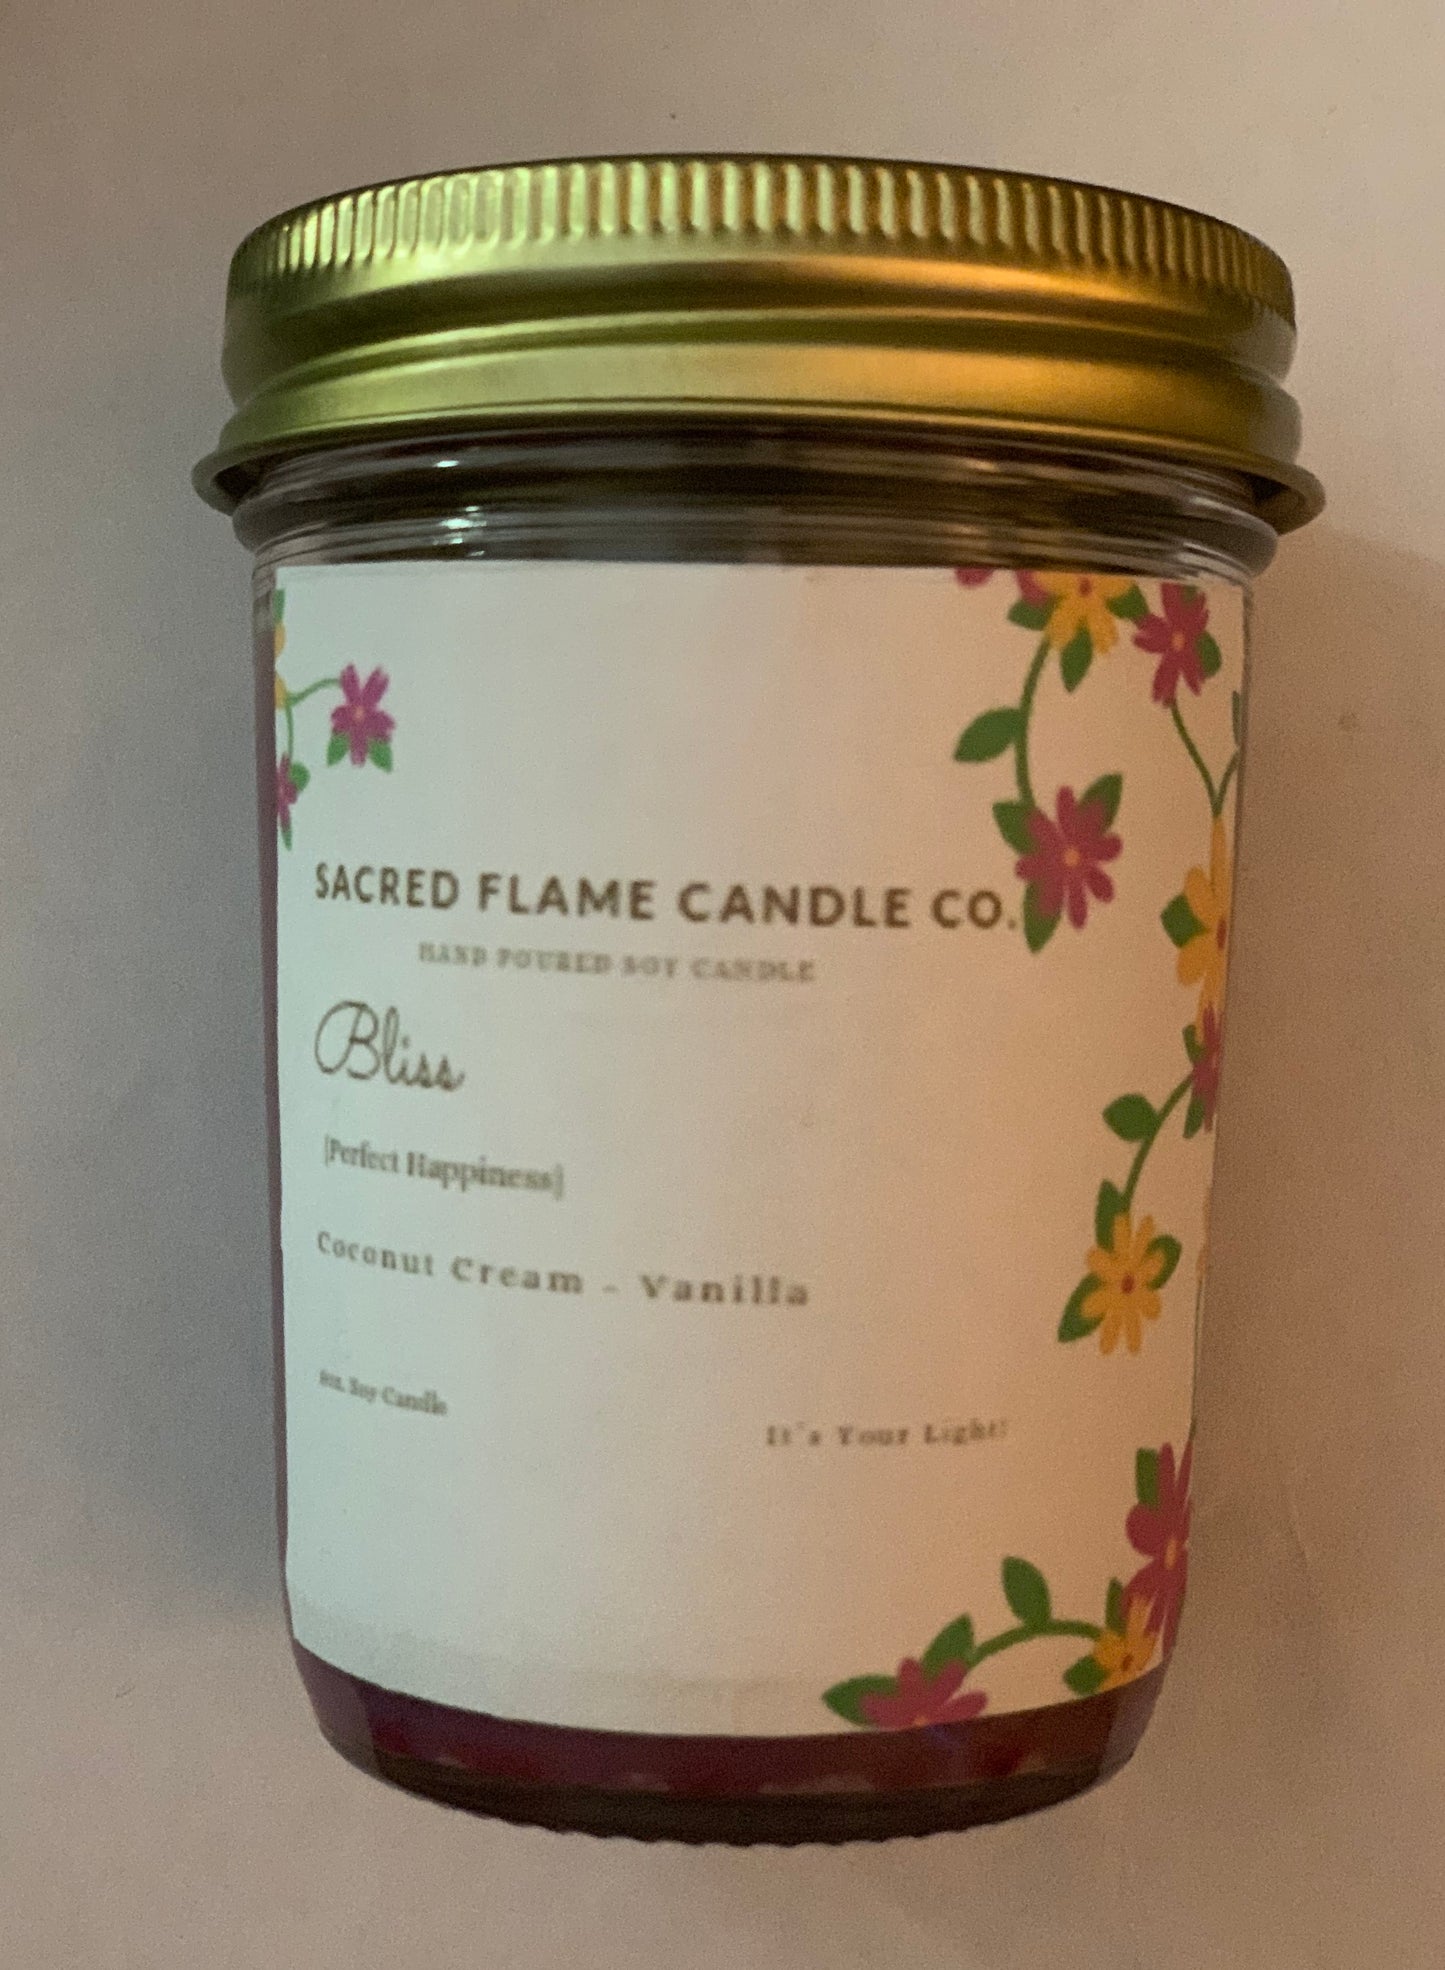 SACRED FLAME CANDLE CO.
HAND POURED SOY CANDLE
Bliss
{Perfect Happiness}
Coconut Cream - Vanilla
8oz. Soy Candle
It's Your Light!